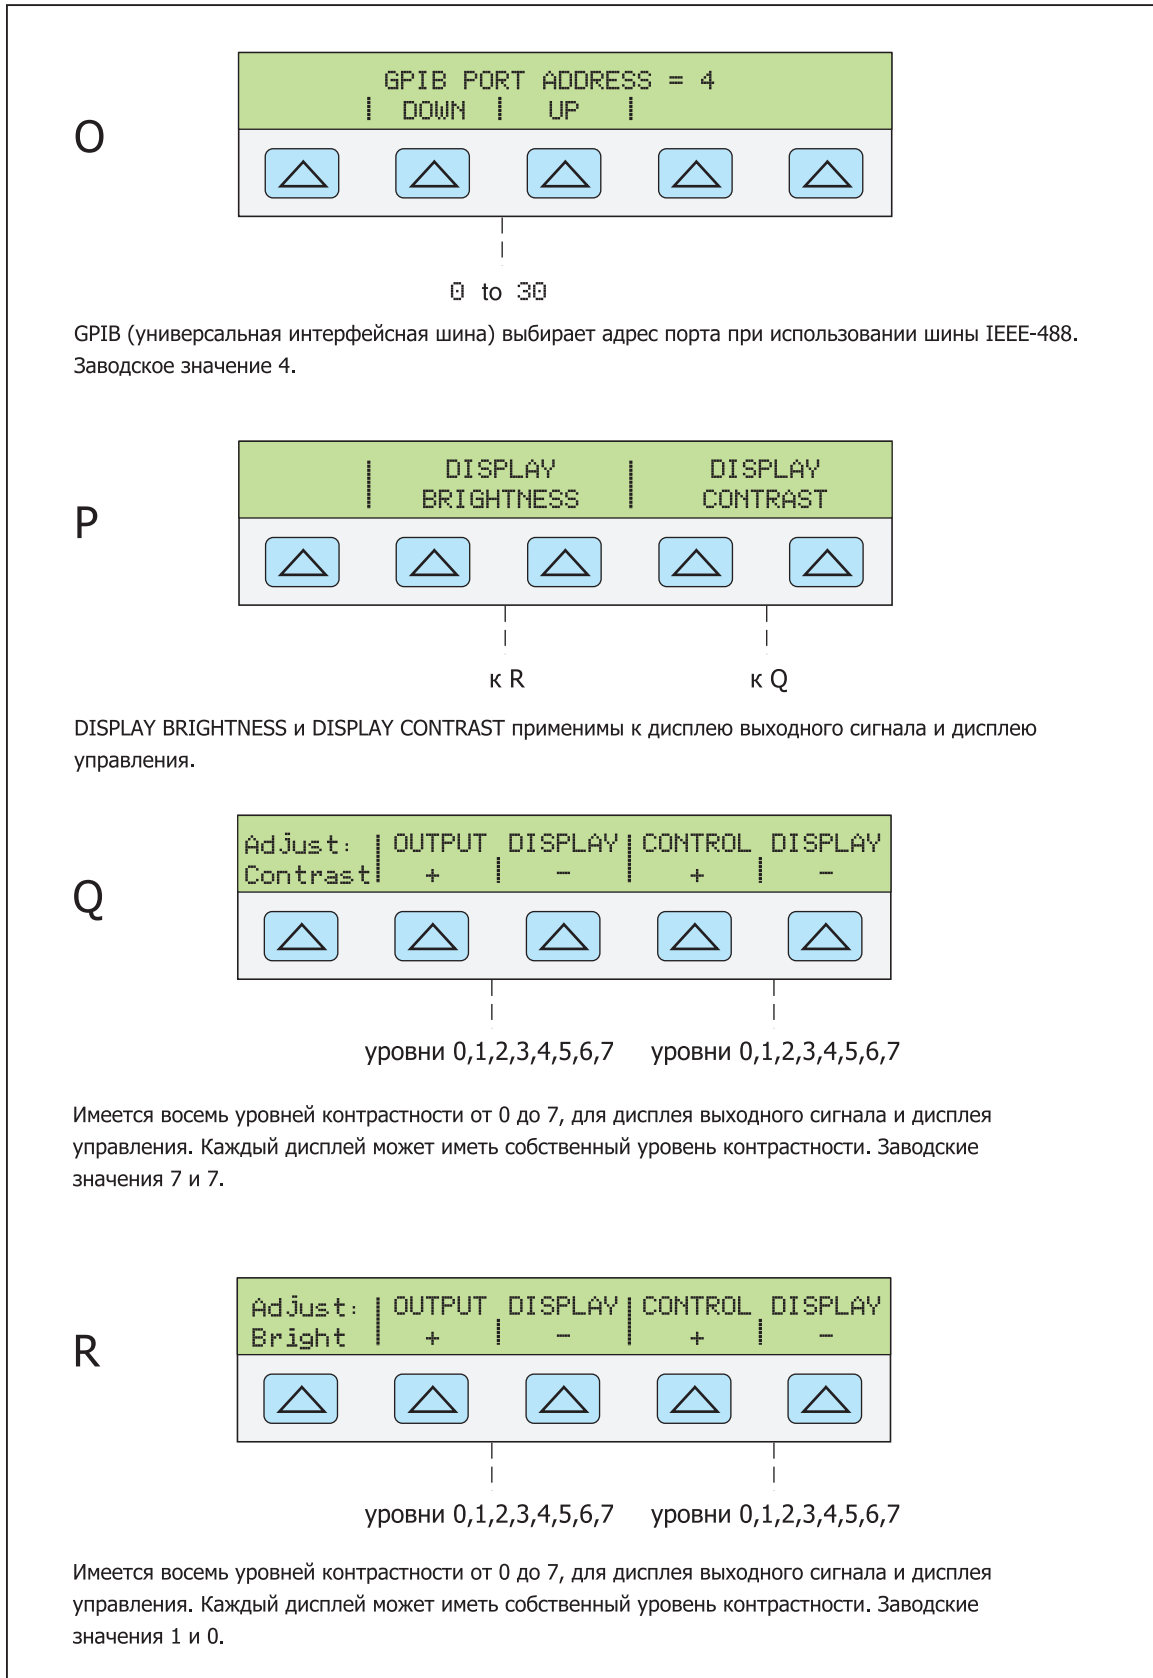 O
GPIB PORT ADDRESS = 4
DOWN UP
0 to 30
GPIB (универсальная интерфейсная шина) выбирает адрес порта при использовании шины IEEE-488.
Заводское значение 4.
P
DISPLAY DISPLAY
BRIGHTNESS CONTRAST
к R к Q
DISPLAY BRIGHTNESS и DISPLAY CONTRAST применимы к дисплею выходного сигнала и дисплею
управления.
Q
Adjust: OUTPUT DISPLAY CONTROL DISPLAY
Contrast + - + -
уровни 0,1,2,3,4,5,6,7 уровни 0,1,2,3,4,5,6,7
Имеется восемь уровней контрастности от 0 до 7, для дисплея выходного сигнала и дисплея
управления. Каждый дисплей может иметь собственный уровень контрастности. Заводские
значения 7 и 7.
R
Adjust: OUTPUT DISPLAY CONTROL DISPLAY
Bright + - + -
уровни 0,1,2,3,4,5,6,7 уровни 0,1,2,3,4,5,6,7
Имеется восемь уровней контрастности от 0 до 7, для дисплея выходного сигнала и дисплея
управления. Каждый дисплей может иметь собственный уровень контрастности. Заводские
значения 1 и 0.